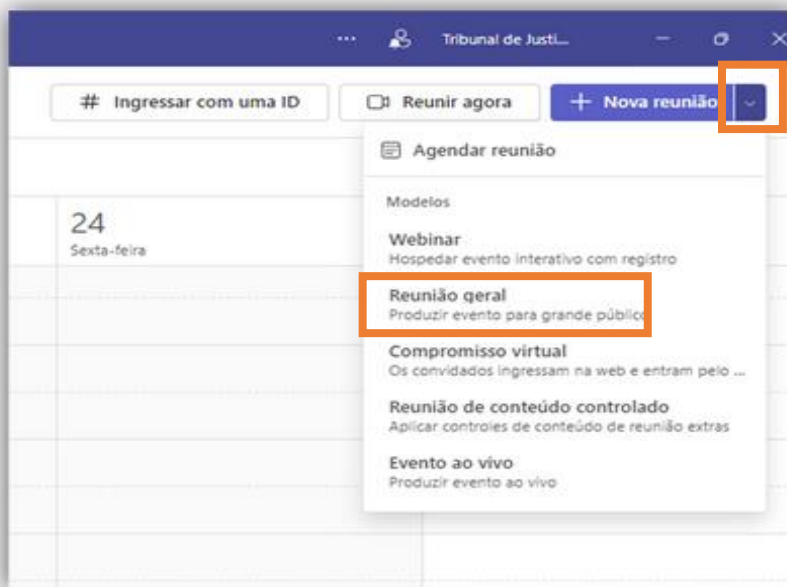 ... Tribunal de Justi...
# Ingressar com uma ID Reunir agora + Nova reunião
Agendar reunião
Modelos
24
Sexta-feira
Webinar
Hospedar evento interativo com registro
Reunião geral
Produzir evento para grande público
Compromisso virtual
Os convidados ingressam na web e entram pelo ...
Reunião de conteúdo controlado
Aplicar controles de conteúdo de reunião extras
Evento ao vivo
Produzir evento ao vivo